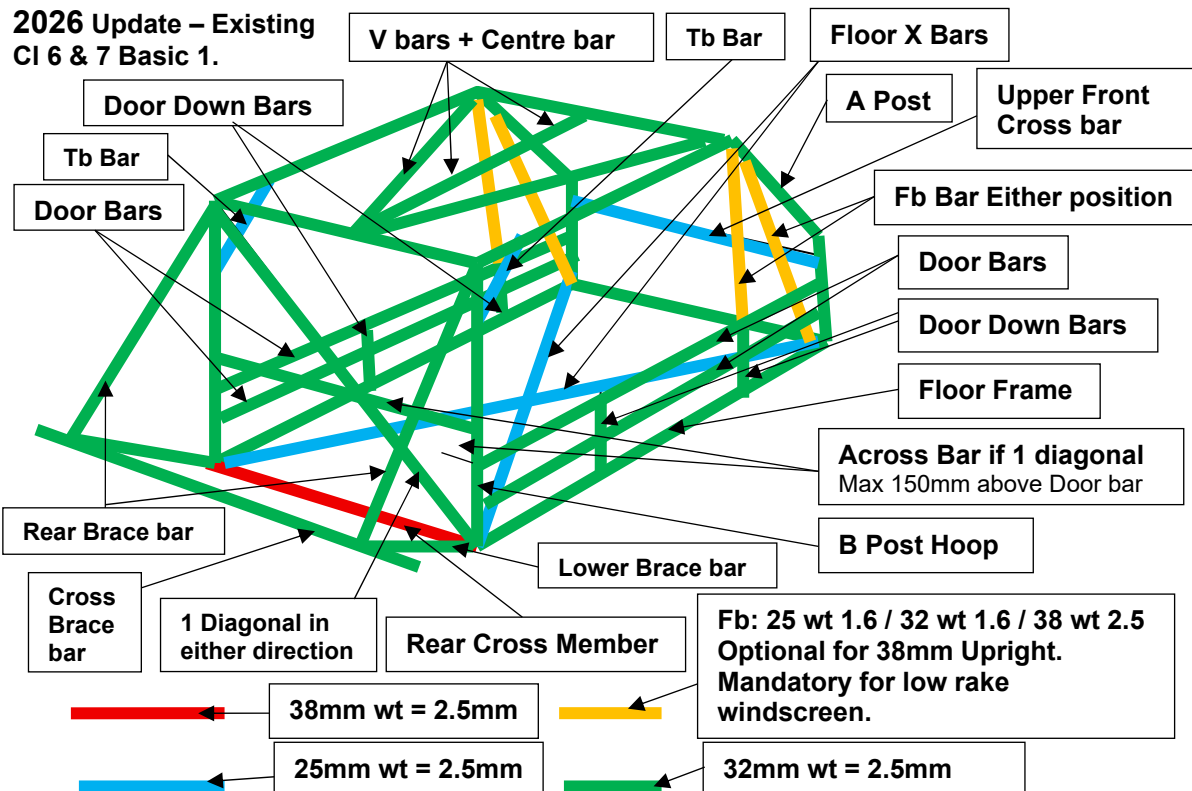 2026 Update – Existing
Cl 6 & 7 Basic 1.
V bars + Centre bar
Tb Bar
Floor X Bars
Door Down Bars
A Post
Upper Front
Cross bar
Tb Bar
Door Bars
Fb Bar Either position
Door Bars
Door Down Bars
Floor Frame
Across Bar if 1 diagonal
Max 150mm above Door bar
Rear Brace bar
B Post Hoop
Lower Brace bar
Cross
Brace
bar
1 Diagonal in
either direction
Rear Cross Member
Fb: 25 wt 1.6 / 32 wt 1.6 / 38 wt 2.5
Optional for 38mm Upright.
Mandatory for low rake
windscreen.
38mm wt = 2.5mm
25mm wt = 2.5mm
32mm wt = 2.5mm